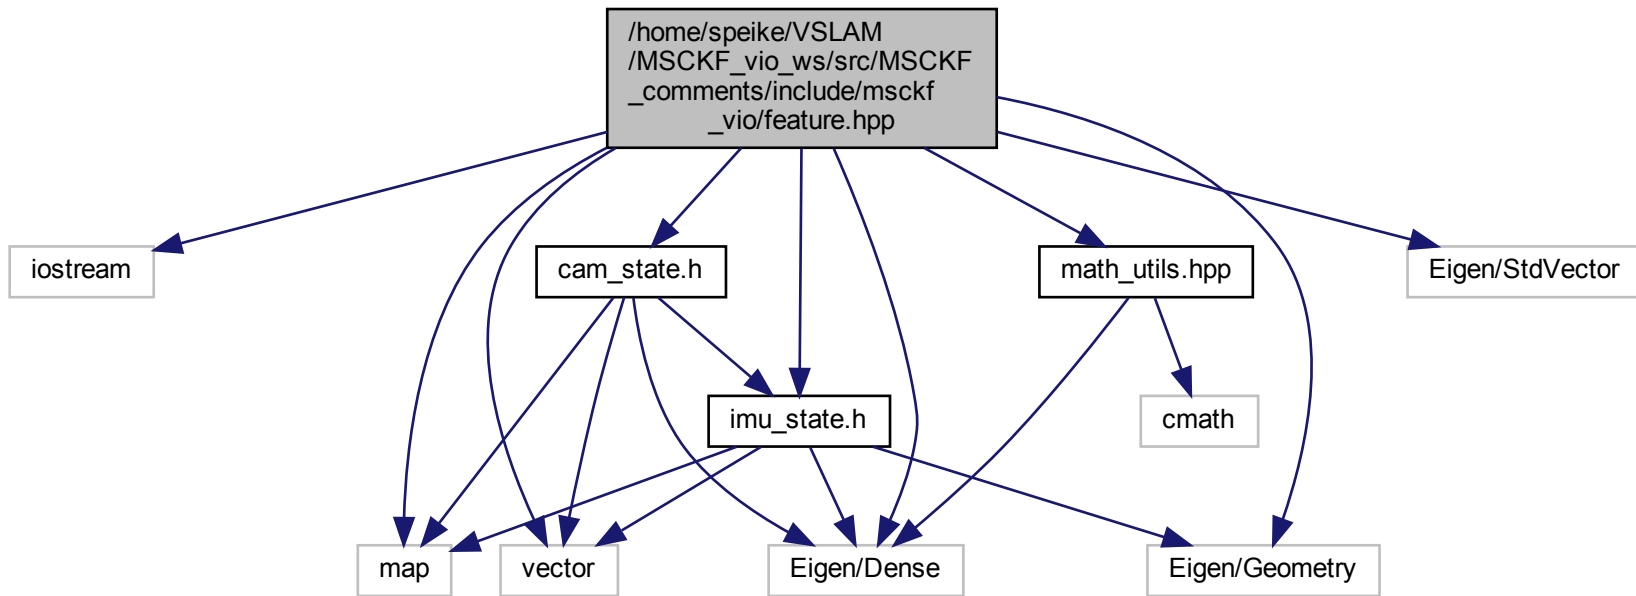 /home/speike/VSLAM
/MSCKF_vio_ws/src/MSCKF
_comments/include/msckf
_vio/feature.hpp
iostream
cam_state.h
math_utils.hpp
Eigen/StdVector
imu_state.h
cmath
map
vector
Eigen/Dense
Eigen/Geometry